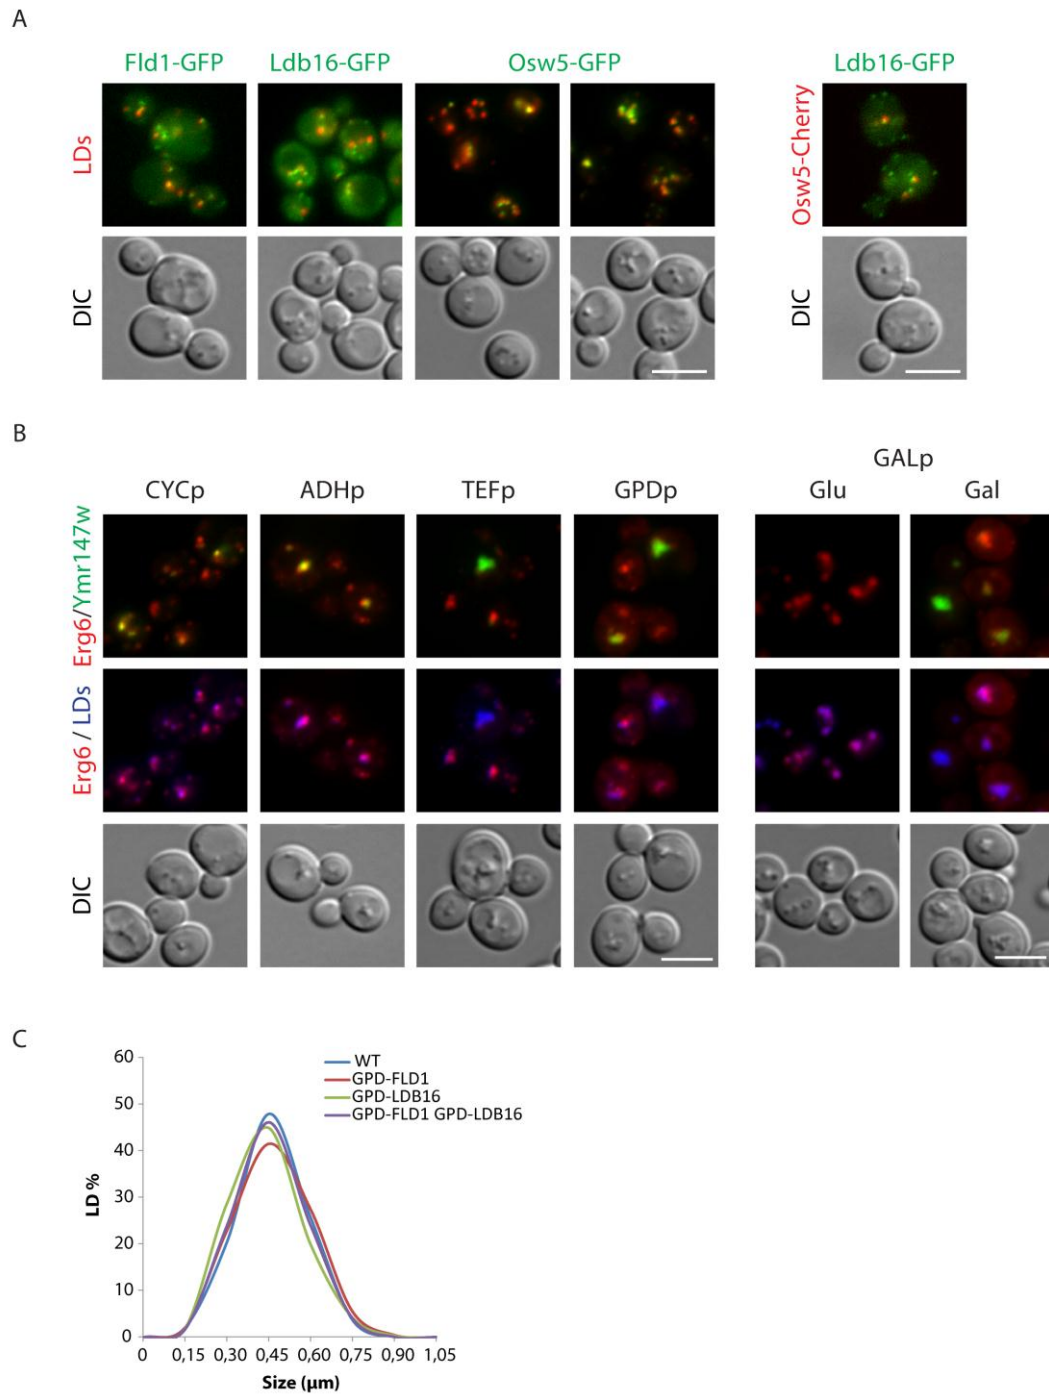 A
Fld1-GFP Ldb16-GFP Osw5-GFP Ldb16-GFP
LDs
Osw5-Cherry
DIC
DIC
B
GALp
CYCp ADHp TEFp GPDp Glu Gal
Erg6/Ymr147w
Erg6 / LDs
DIC
C
60
50
40
30
20
10
0
LD %
WT
GPD-FLD1
GPD-LDB16
GPD-FLD1 GPD-LDB16
0 0,15 0,30 0,45 0,60 0,75 0,90 1,05
Size (μm)